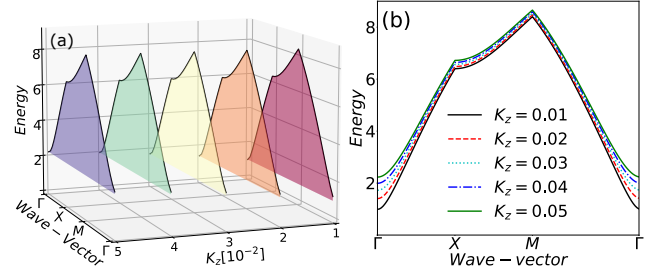 (a)
Energy
8
6
4
2
Γ
X
M
Γ
Wave−Vector
5
4
3
2
1
K_z[10^{-2}]
(b)
Energy
8
6
4
2
K_z = 0.01
K_z = 0.02
K_z = 0.03
K_z = 0.04
K_z = 0.05
Γ X M Γ
Wave−vector